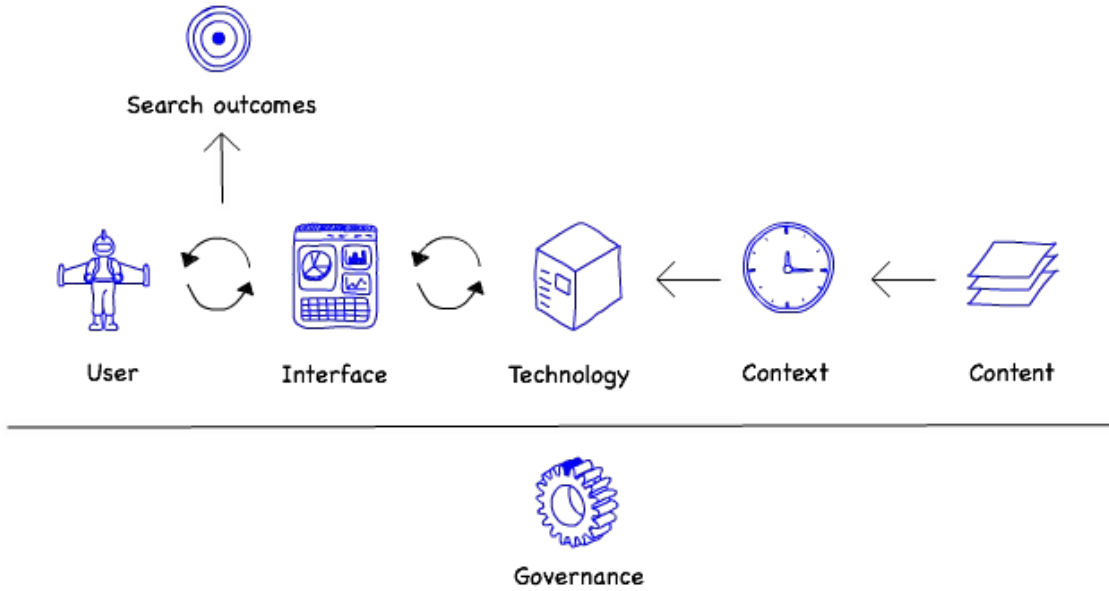 Search outcomes
User
Interface
Technology
Context
Content
Governance